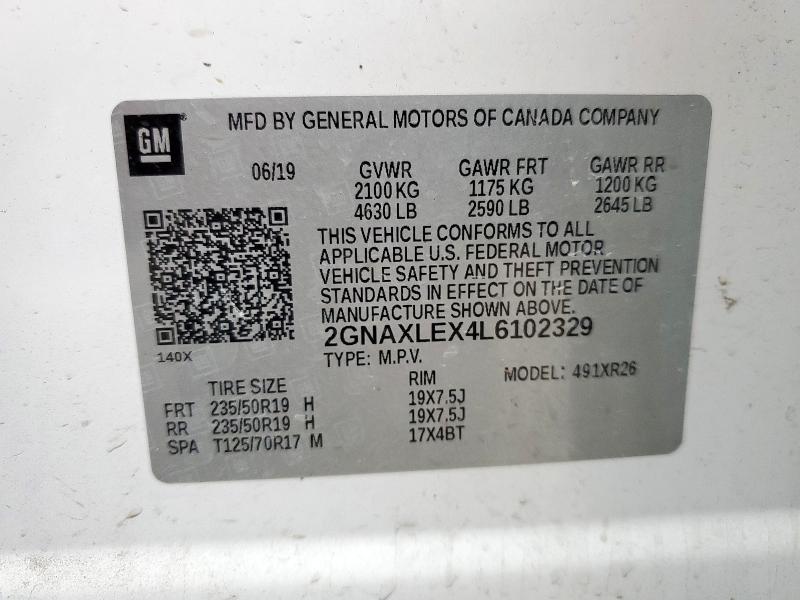 GM
MFD BY GENERAL MOTORS OF CANADA COMPANY
06/19 GVWR GAWR FRT GAWR RR
2100 KG 1175 KG 1200 KG
4630 LB 2590 LB 2645 LB
THIS VEHICLE CONFORMS TO ALL
APPLICABLE U.S. FEDERAL MOTOR
VEHICLE SAFETY AND THEFT PREVENTION
STANDARDS IN EFFECT ON THE DATE OF
MANUFACTURE SHOWN ABOVE.
2GNAXLEX4L6102329
140X
TYPE: M.P.V. MODEL: 491XR26
TIRE SIZE RIM
FRT 235/50R19 H 19X7.5J
RR 235/50R19 H 19X7.5J
SPA T125/70R17 M 17X4BT